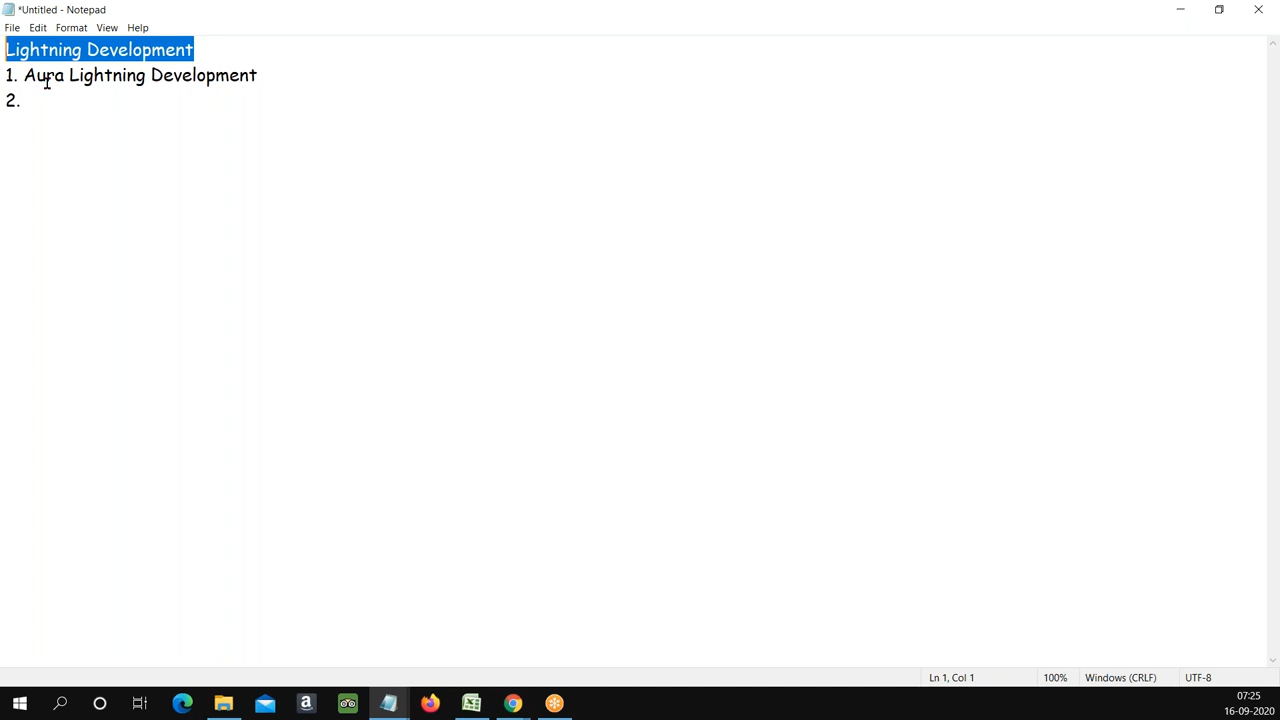 *Untitled - Notepad
File Edit Format View Help
Lightning Development
1. Aura Lightning Development
2.
Ln 1, Col 1 100% Windows (CRLF) UTF-8
07:25
16-09-2020